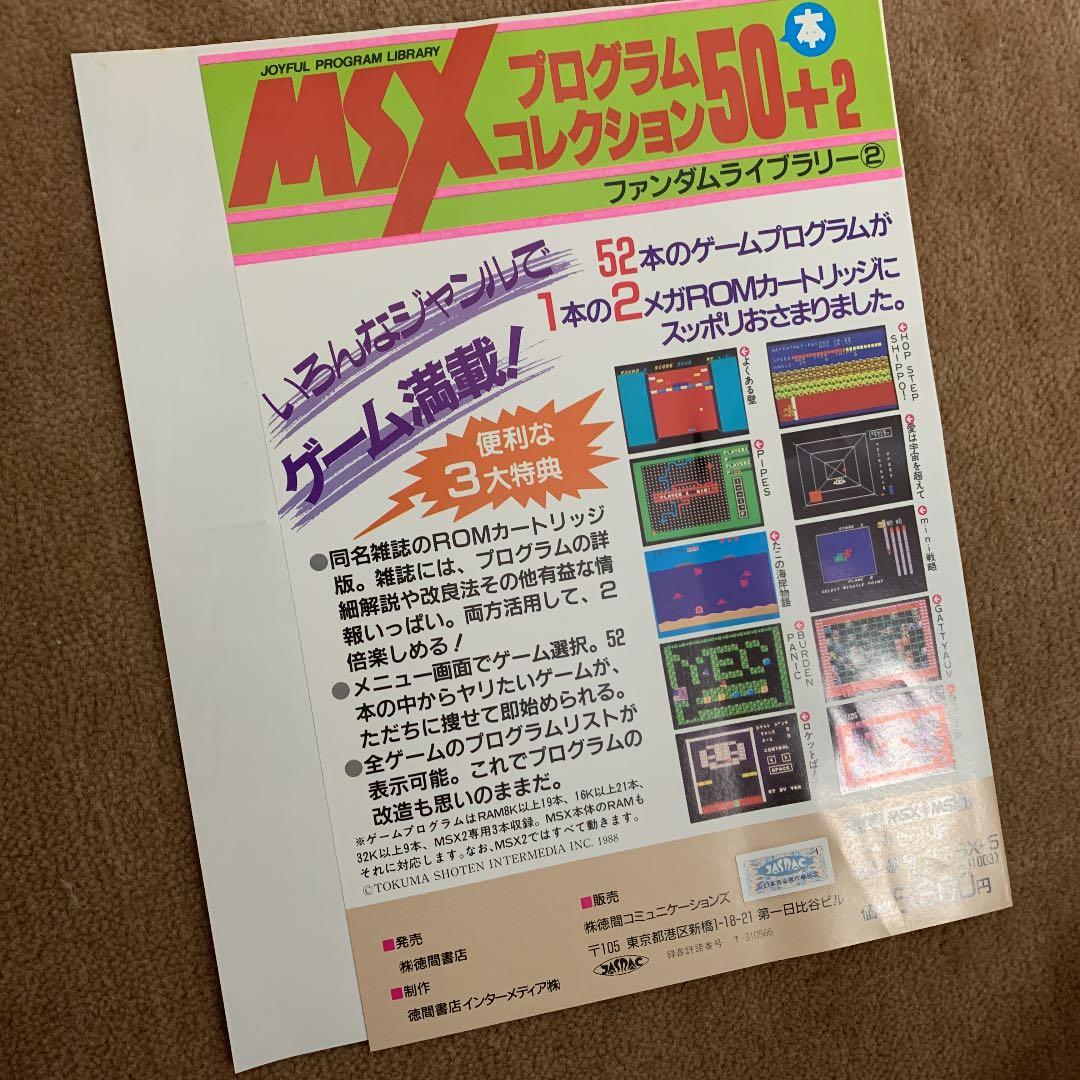 JOYFUL PROGRAM LIBRARY
MSX
プログラム
コレクション50本+2
ファンダムライブラリー②
いろんなジャンルで
ゲーム満載!
52本のゲームプログラムが
1本の2メガROMカートリッジに
スッポリおさまりました。
便利な
3大特典
●同名雑誌のROMカートリッジ
版。雑誌には、プログラムの詳
細解説や改良法その他有益な情
報いっぱい。両方活用して、2
倍楽しめる!
●メニュー画面でゲーム選択。52
本の中からヤリたいゲームが、
ただちに捜せて即始められる。
●全ゲームのプログラムリストが
表示可能。これでプログラムの
改造も思いのままだ。
※ゲームプログラムはRAM8K以上19本、16K以上21本、
32K以上9本、MSX2専用3本収録。MSX本体のRAMも
それに対応します。なお、MSX2ではすべて動きます。
©TOKUMA SHOTEN INTERMEDIA INC. 1988
よくある壁
HOP STEP
SHIPPO!
PIPES
愛は宇宙を超えて
たこの海岸物語
mini戦略
BURDEN
PANIC
GATTYAUV
ロケットぱ
ROUND
SCORE
STAGE
PLANE
SELECT MISSILE POINT
CONTROL
SPACE
■発売
㈱徳間書店
■制作
徳間書店インターメディア㈱
■販売
㈱徳間コミュニケーションズ
〒105 東京都港区新橋1-18-21 第一日比谷ビル
JASRAC
録音許諾番号 T-310566
JASRAC
MSX2
円